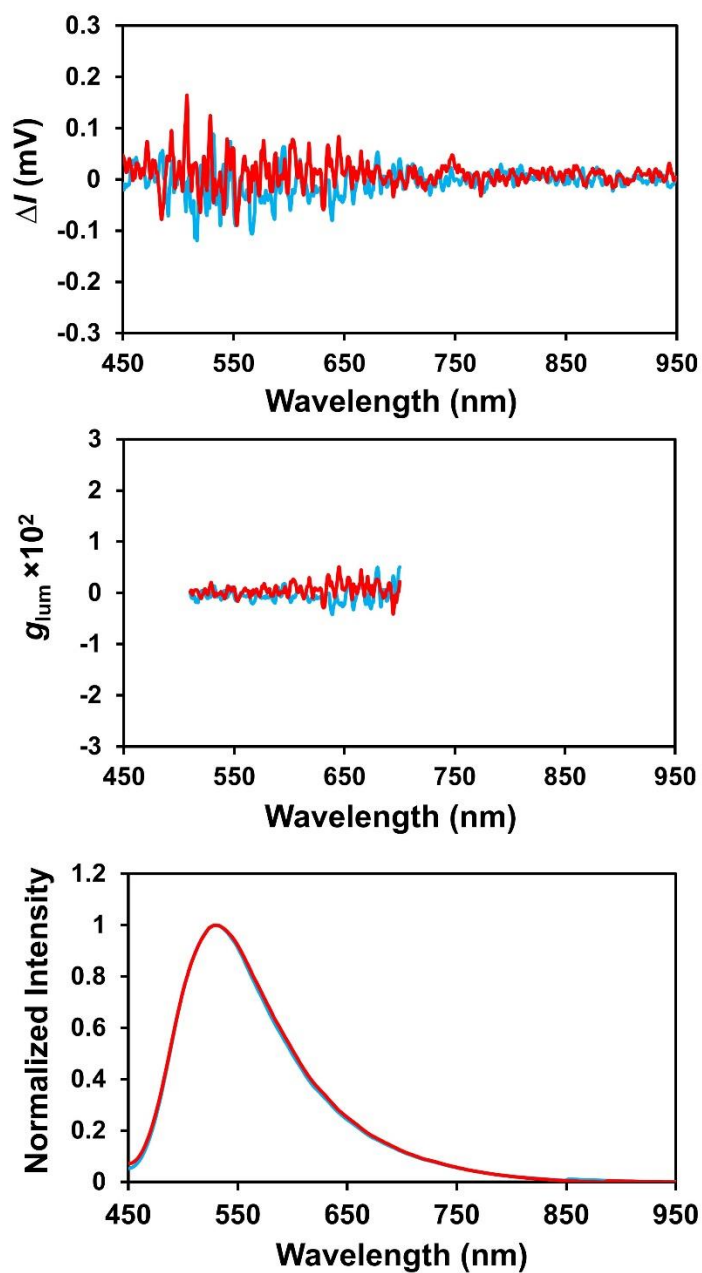 ΔI (mV)
0.3
0.2
0.1
0
-0.1
-0.2
-0.3
450 550 650 750 850 950
Wavelength (nm)
g_lum ×10²
3
2
1
0
-1
-2
-3
450 550 650 750 850 950
Wavelength (nm)
Normalized Intensity
1.2
1
0.8
0.6
0.4
0.2
0
450 550 650 750 850 950
Wavelength (nm)